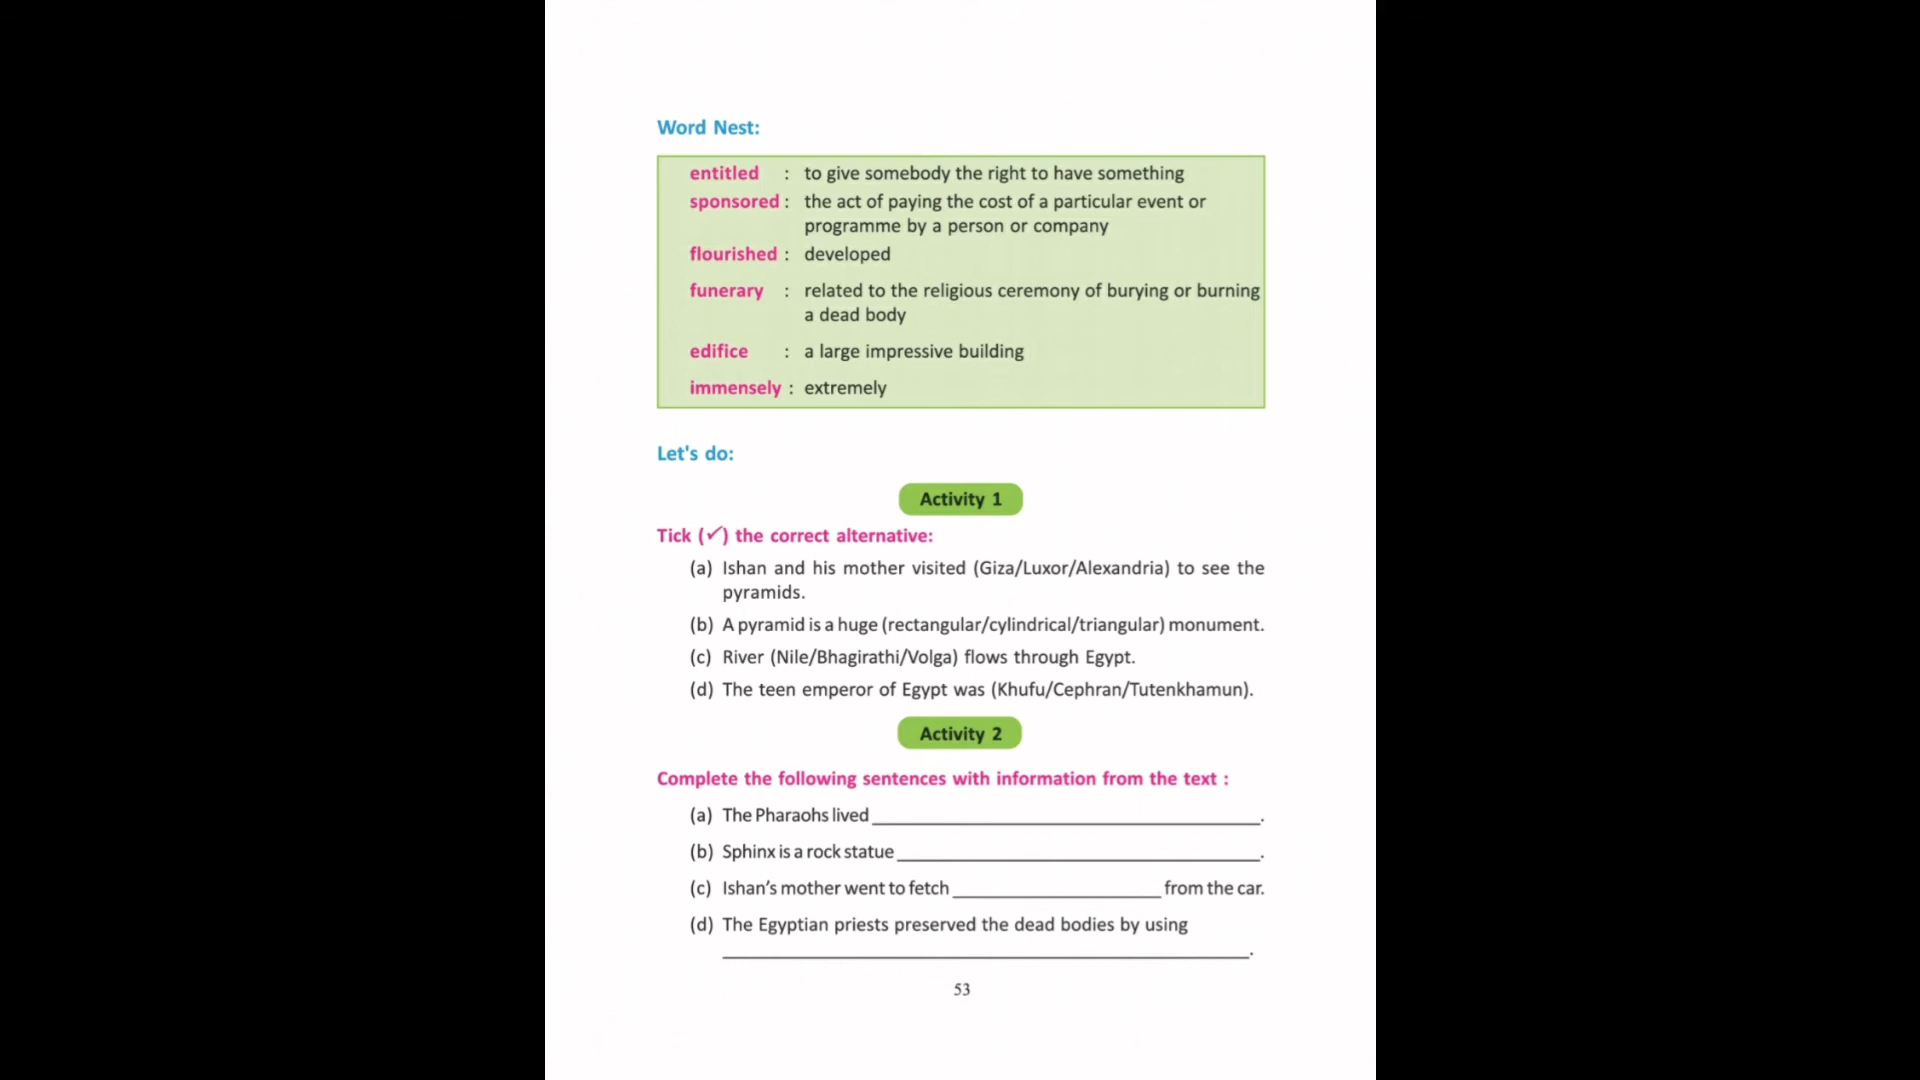 Word Nest:
entitled : to give somebody the right to have something
sponsored : the act of paying the cost of a particular event or
programme by a person or company
flourished : developed
funerary : related to the religious ceremony of burying or burning
a dead body
edifice : a large impressive building
immensely : extremely
Let's do:
Activity 1
Tick (✓) the correct alternative:
(a) Ishan and his mother visited (Giza/Luxor/Alexandria) to see the
pyramids.
(b) A pyramid is a huge (rectangular/cylindrical/triangular) monument.
(c) River (Nile/Bhagirathi/Volga) flows through Egypt.
(d) The teen emperor of Egypt was (Khufu/Cephran/Tutenkhamun).
Activity 2
Complete the following sentences with information from the text :
(a) The Pharaohs lived ______________________.
(b) Sphinx is a rock statue ______________________.
(c) Ishan’s mother went to fetch ______________ from the car.
(d) The Egyptian priests preserved the dead bodies by using
______________________________.
53